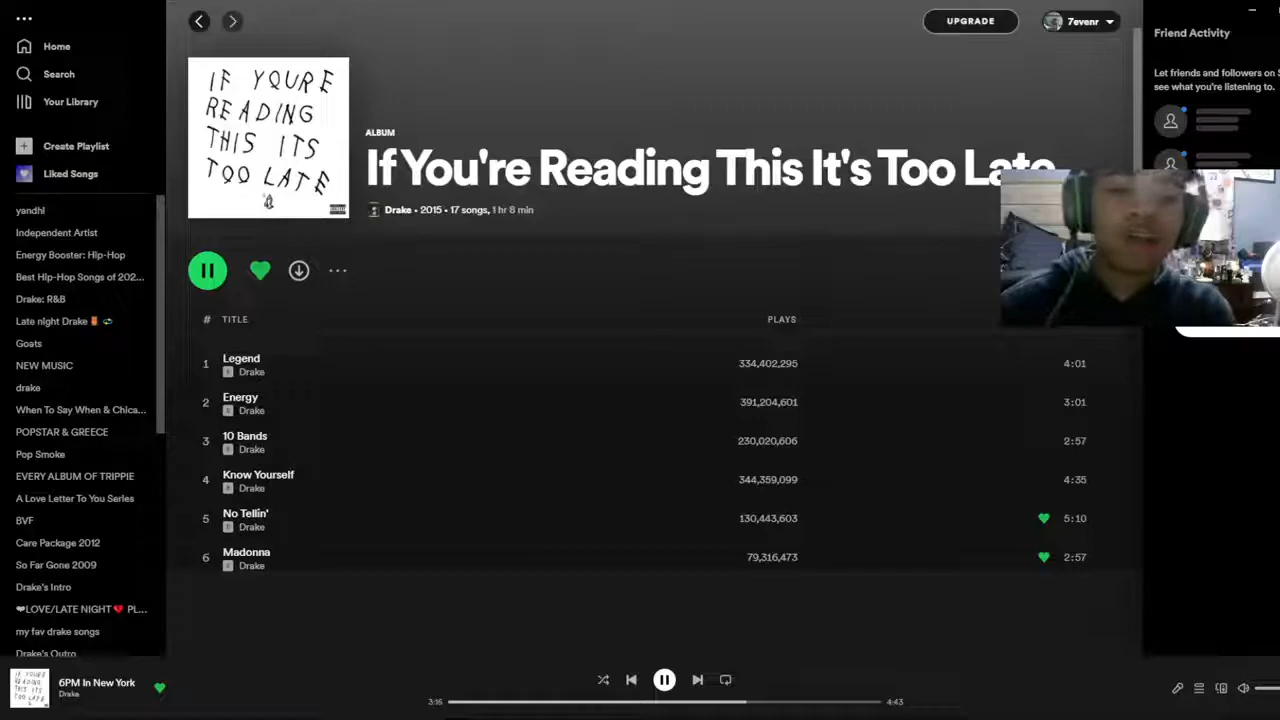 Home
Search
Your Library
Create Playlist
Liked Songs
yandhi
Independent Artist
Energy Booster: Hip-Hop
Best Hip-Hop Songs of 202...
Drake: R&B
Late night Drake
Goats
NEW MUSIC
drake
When To Say When & Chica...
POPSTAR & GREECE
Pop Smoke
EVERY ALBUM OF TRIPPIE
A Love Letter To You Series
BVF
Care Package 2012
So Far Gone 2009
Drake's Intro
❤LOVE/LATE NIGHT💔 PL...
my fav drake songs
Drake's Outro
UPGRADE
7evenr
IF YOURE
READING
THIS ITS
TOO LATE
ALBUM
If You're Reading This It's Too Late
Drake • 2015 • 17 songs, 1 hr 8 min
# TITLE PLAYS
1 Legend 334,402,295 4:01
Drake
2 Energy 391,204,601 3:01
Drake
3 10 Bands 230,020,606 2:57
Drake
4 Know Yourself 344,359,099 4:35
Drake
5 No Tellin' 130,443,603 5:10
Drake
6 Madonna 79,316,473 2:57
Drake
Friend Activity
Let friends and followers on S
see what you're listening to.
IF YOURE
READING
THIS ITS
TOO LATE
6PM In New York
Drake
3:16
4:43